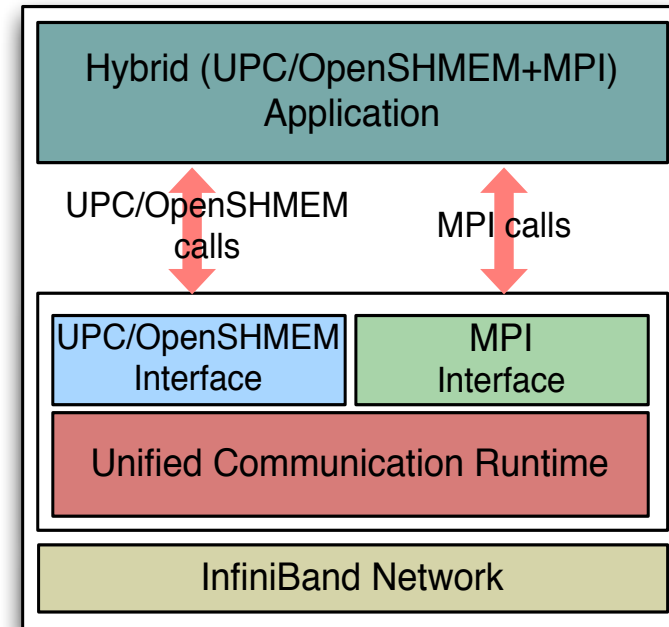 Hybrid (UPC/OpenSHMEM+MPI)
Application
UPC/OpenSHMEM
calls
MPI calls
UPC/OpenSHMEM
Interface
MPI
Interface
Unified Communication Runtime
InfiniBand Network